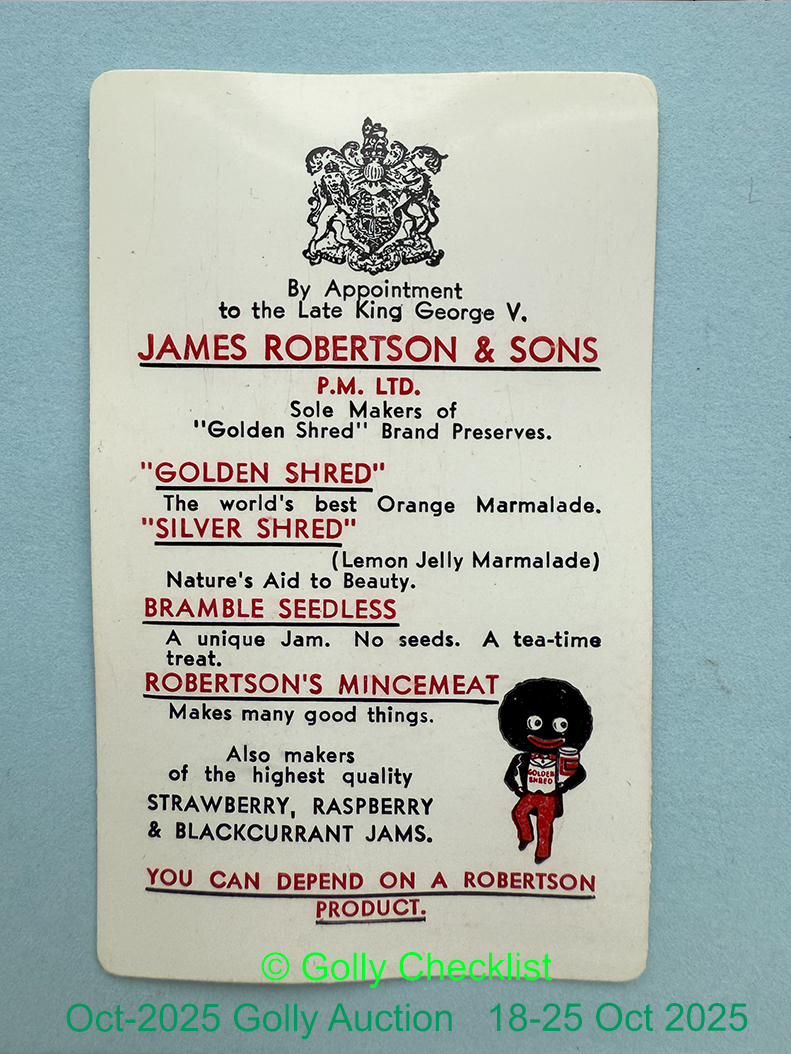 By Appointment
to the Late King George V.
JAMES ROBERTSON & SONS
P.M. LTD.
Sole Makers of
"Golden Shred" Brand Preserves.
"GOLDEN SHRED"
The world's best Orange Marmalade.
"SILVER SHRED"
(Lemon Jelly Marmalade)
Nature's Aid to Beauty.
BRAMBLE SEEDLESS
A unique Jam. No seeds. A tea-time
treat.
ROBERTSON'S MINCEMEAT
Makes many good things.
GOLDEN
SHRED
Also makers
of the highest quality
STRAWBERRY, RASPBERRY
& BLACKCURRANT JAMS.
YOU CAN DEPEND ON A ROBERTSON
PRODUCT.
© Golly Checklist
Oct-2025 Golly Auction 18-25 Oct 2025